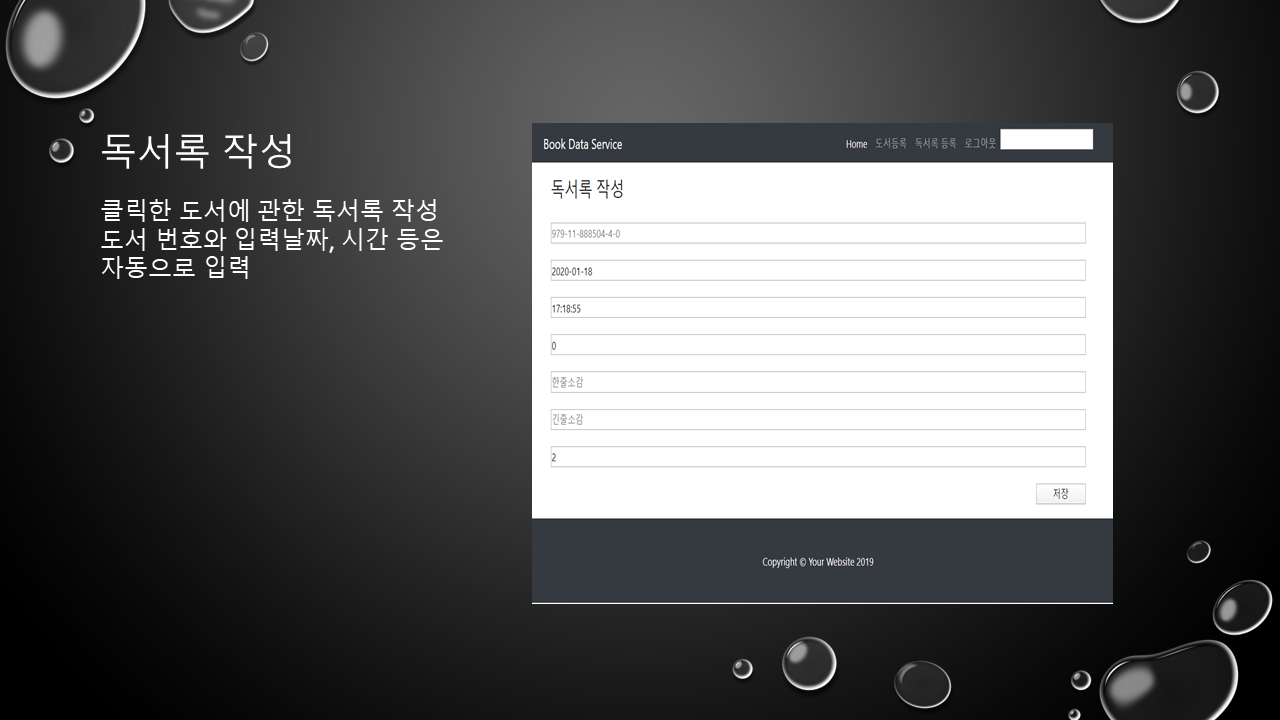 독서록 작성
클릭한 도서에 관한 독서록 작성
도서 번호와 입력날짜, 시간 등은
자동으로 입력
Book Data Service
Home 도서등록 독서록 등록 로그아웃
독서록 작성
979-11-888504-4-0
2020-01-18
17:18:55
0
한줄소감
긴줄소감
2
저장
Copyright © Your Website 2019